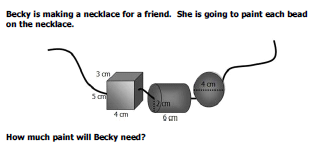 Becky is making a necklace for a friend. She is going to paint each bead
on the necklace.
3 cm
5 cm
4 cm
2 cm
6 cm
4 cm
How much paint will Becky need?